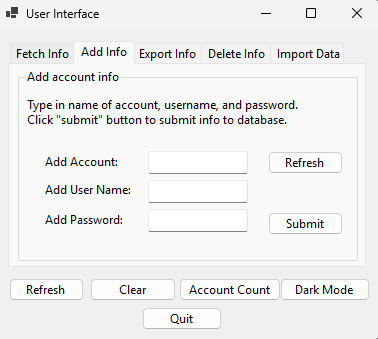 User Interface
Fetch Info Add Info Export Info Delete Info Import Data
Add account info
Type in name of account, username, and password.
Click "submit" button to submit info to database.
Add Account: Refresh
Add User Name:
Add Password: Submit
Refresh Clear Account Count Dark Mode
Quit